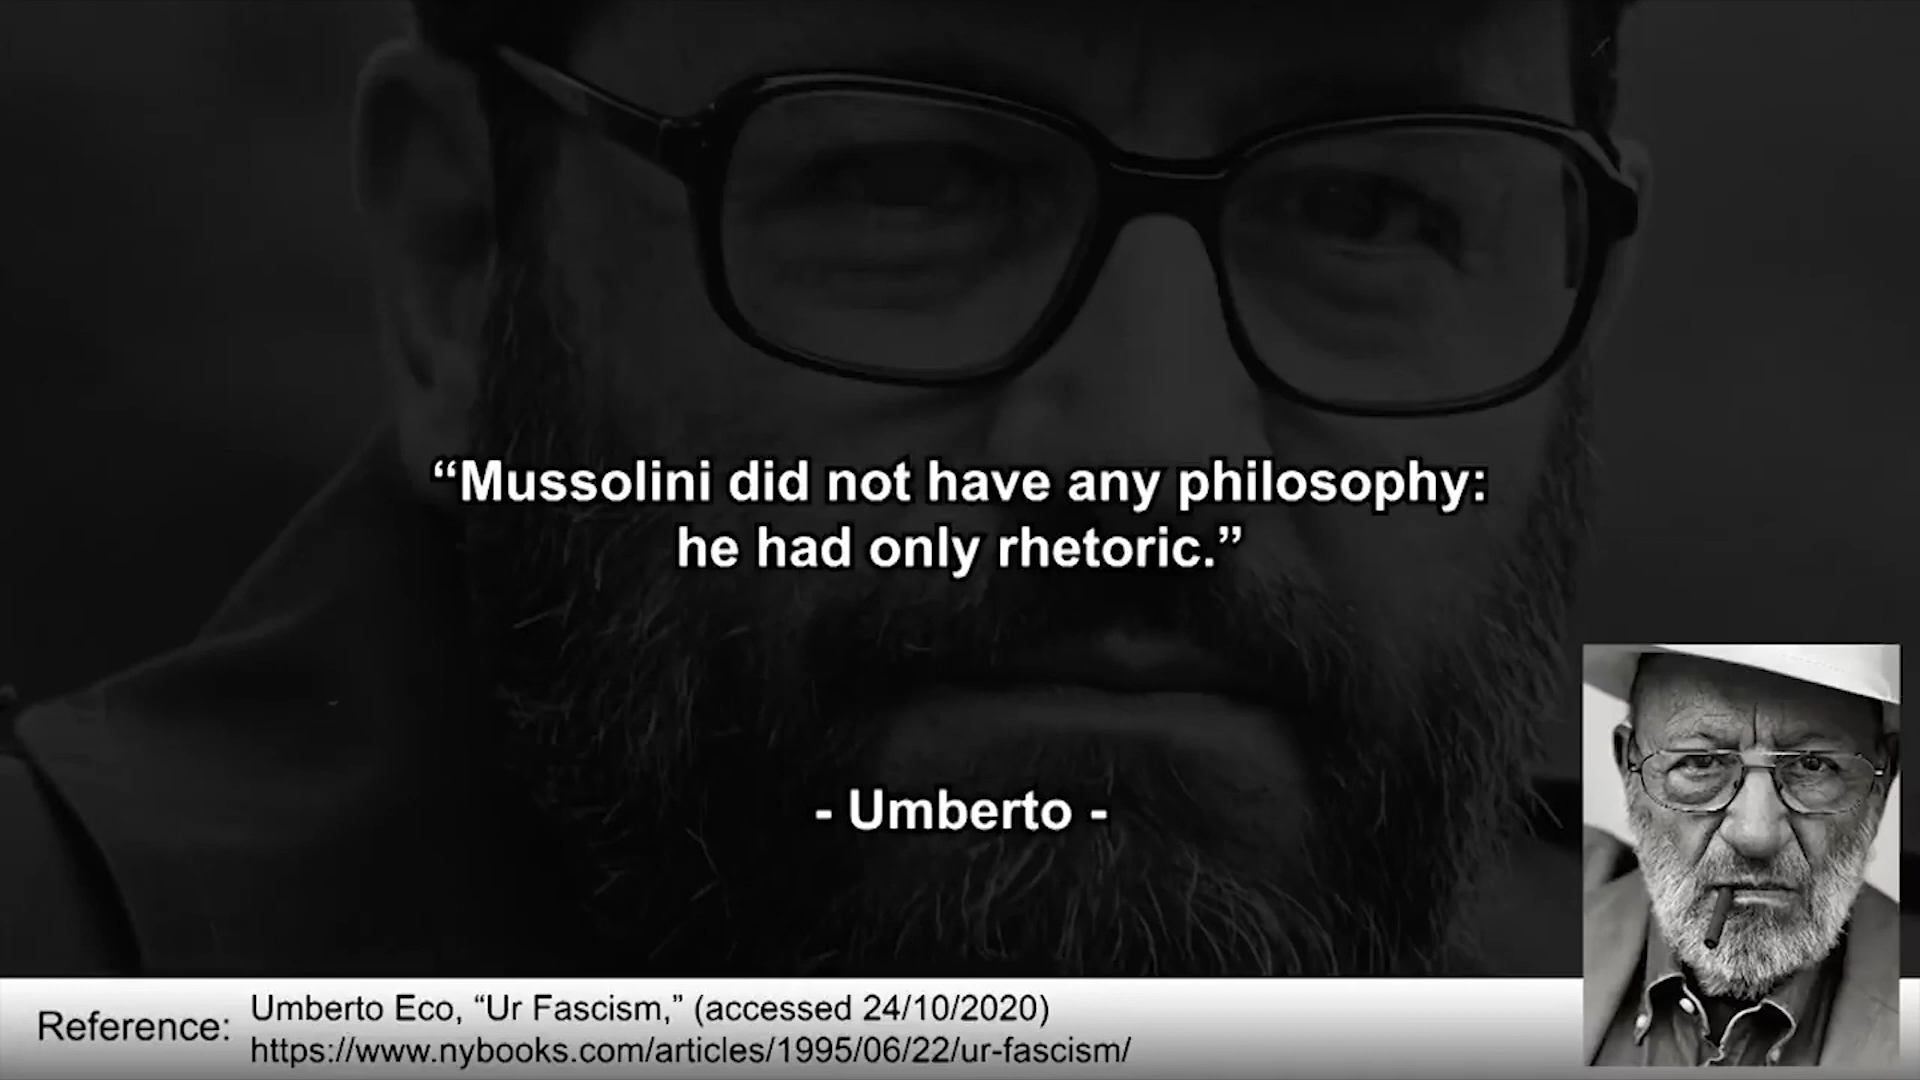 “Mussolini did not have any philosophy:
he had only rhetoric.”
- Umberto -
Reference:
Umberto Eco, “Ur Fascism,” (accessed 24/10/2020)
https://www.nybooks.com/articles/1995/06/22/ur-fascism/